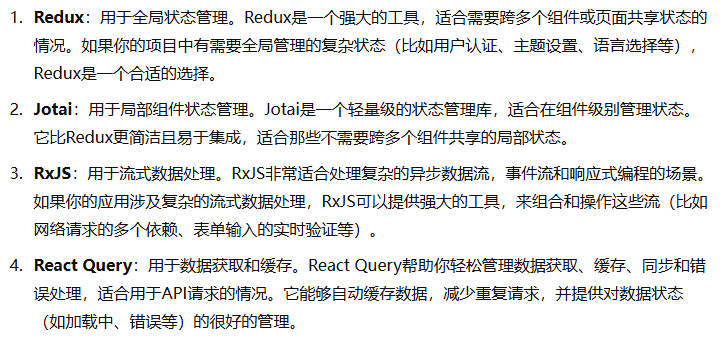 1. Redux：用于全局状态管理。Redux是一个强大的工具，适合需要跨多个组件或页面共享状态的
情况。如果你的项目中有需要全局管理的复杂状态（比如用户认证、主题设置、语言选择等），
Redux是一个合适的选择。
2. Jotai：用于局部组件状态管理。Jotai是一个轻量级的状态管理库，适合在组件级别管理状态。
它比Redux更简洁且易于集成，适合那些不需要跨多个组件共享的局部状态。
3. RxJS：用于流式数据处理。RxJS非常适合处理复杂的异步数据流，事件流和响应式编程的场景。
如果你的应用涉及复杂的流式数据处理，RxJS可以提供强大的工具，来组合和操作这些流（比如
网络请求的多个依赖、表单输入的实时验证等）。
4. React Query：用于数据获取和缓存。React Query帮助你轻松管理数据获取、缓存、同步和错
误处理，适合用于API请求的情况。它能够自动缓存数据，减少重复请求，并提供对数据状态
（如加载中、错误等）的很好的管理。